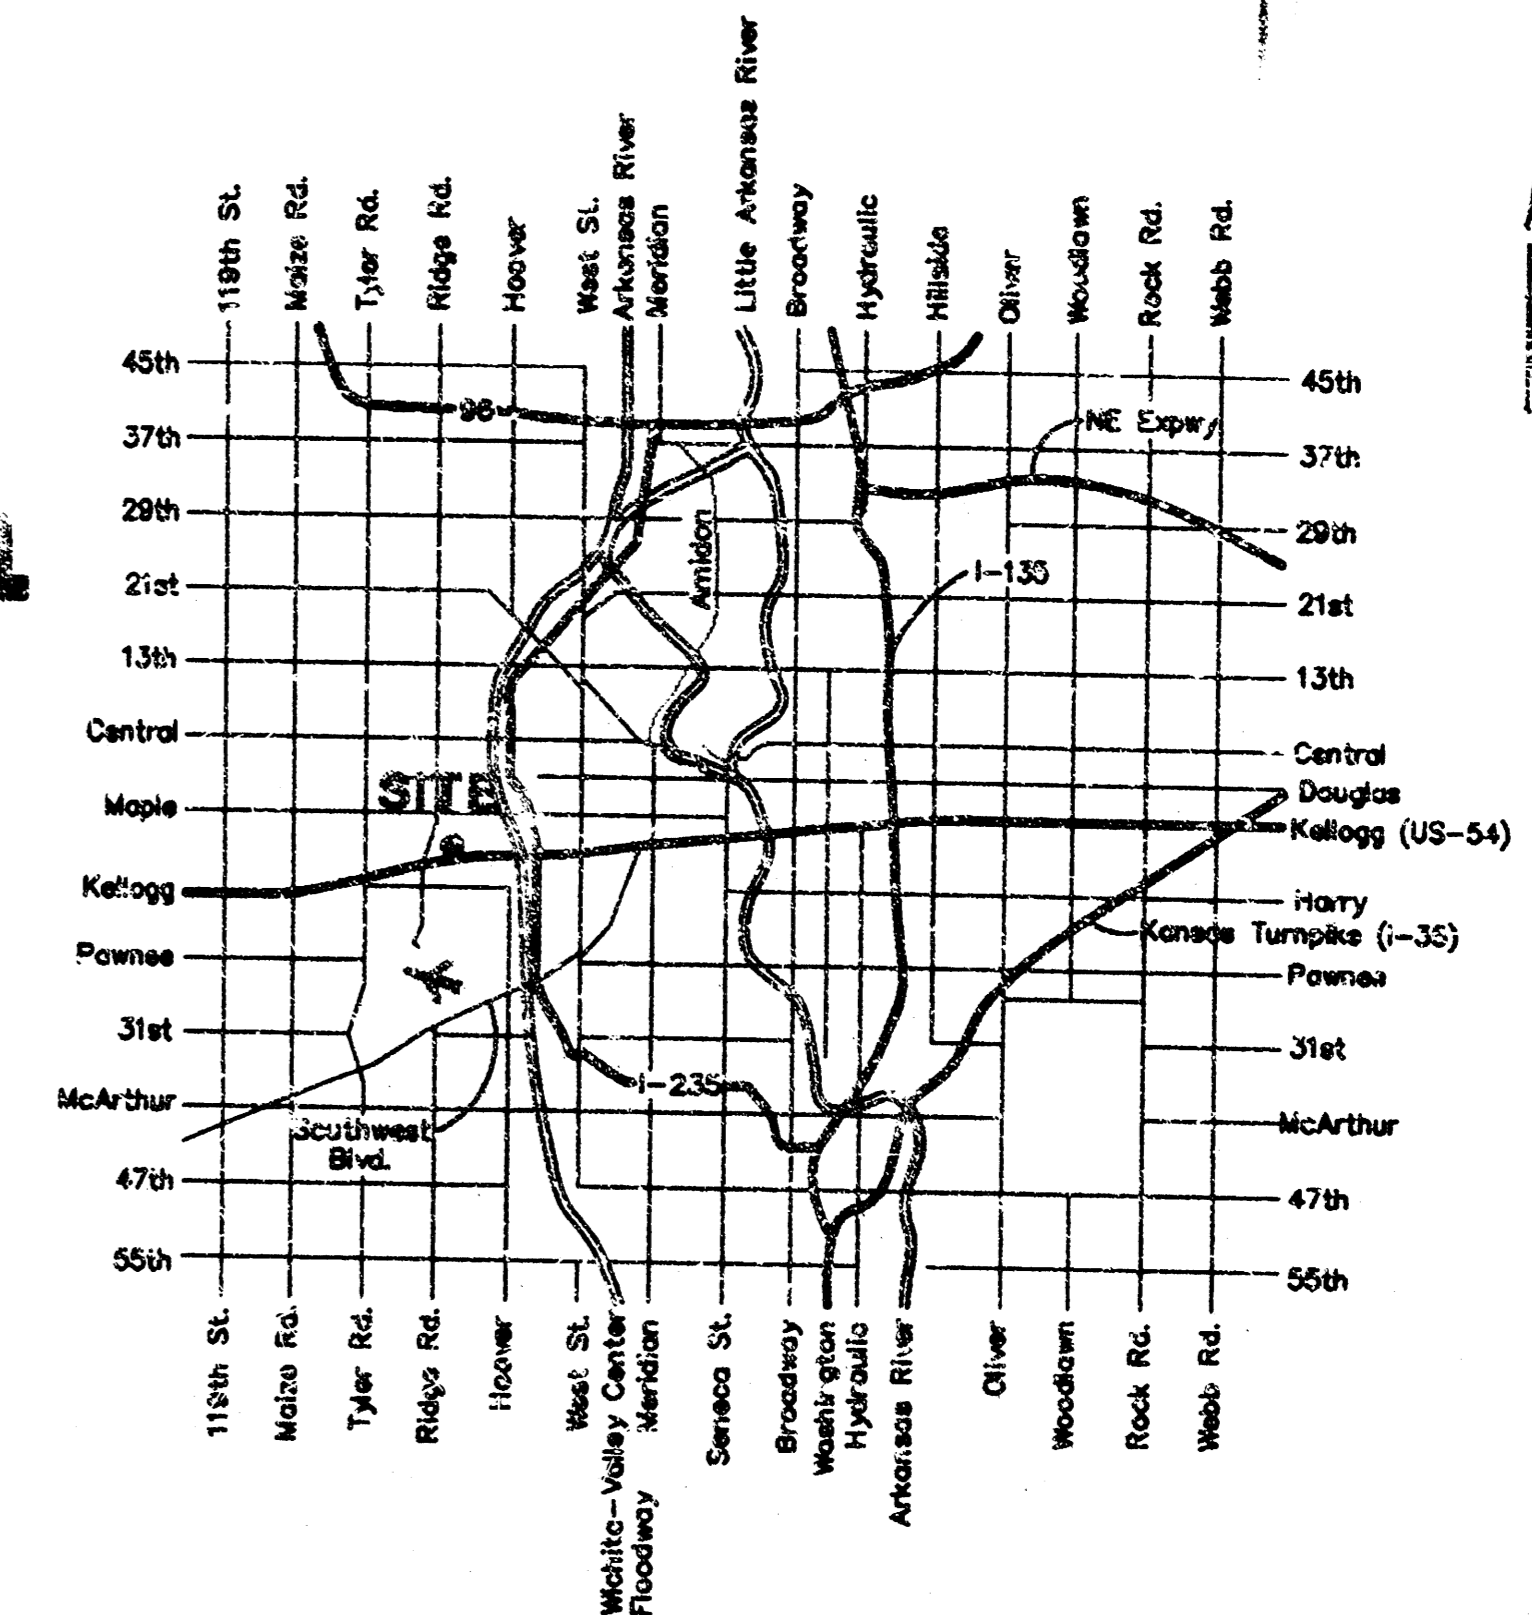 119th St.
Maize Rd.
Tyler Rd.
Ridge Rd.
Hoover
West St.
Arkansas River
Meridian
Little Arkansas River
Broadway
Hydraulic
Hillside
Oliver
Woodlawn
Rock Rd.
Webb Rd.
45th
45th
96
NE Expwy
37th
37th
29th
29th
Amidon
I-135
21st
21st
13th
13th
Central
Central
SITE
Douglas
Maple
Kellogg (US-54)
Kellogg
Harry
Kansas Turnpike (I-35)
Pawnee
Pawnee
31st
31st
I-235
McArthur
McArthur
Southwest
Blvd.
47th
47th
55th
55th
119th St.
Maize Rd.
Tyler Rd.
Ridge Rd.
Hoover
West St.
Wichita-Valley Center
Floodway
Meridian
Seneca St.
Broadway
Washington
Hydraulic
Arkansas River
Oliver
Woodlawn
Rock Rd.
Webb Rd.